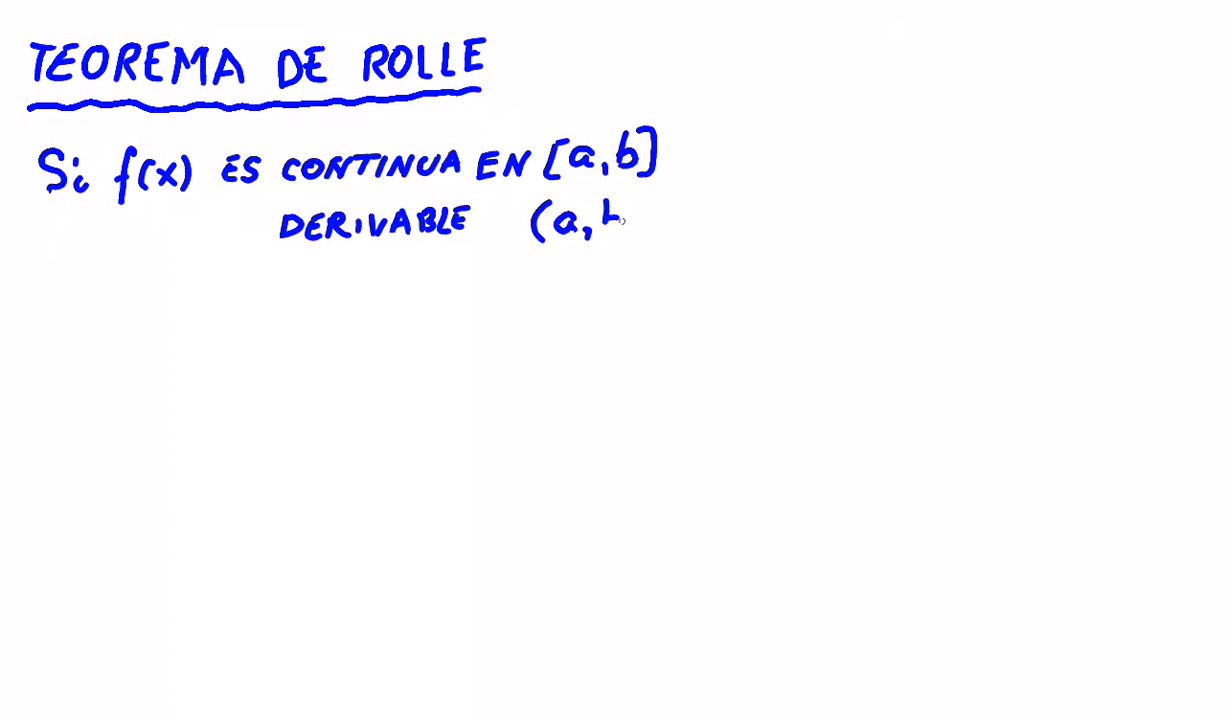 TEOREMA DE ROLLE
Si f(x) ES CONTINUA EN [a,b]
DERIVABLE (a,